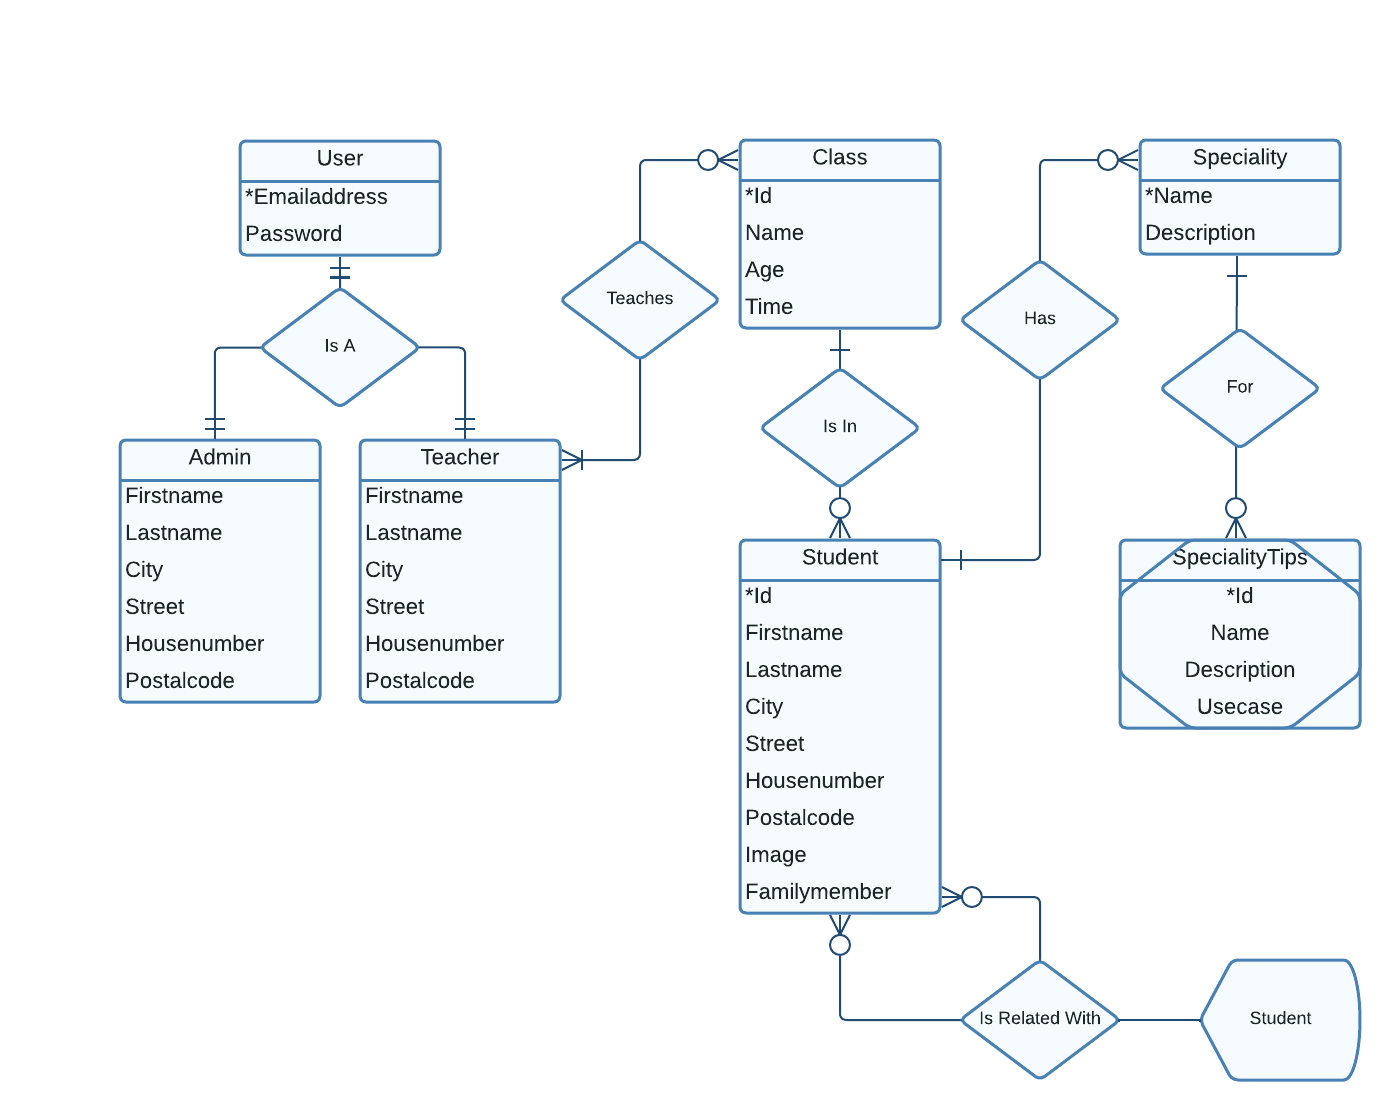 User
*Emailaddress
Password
Is A
Admin
Firstname
Lastname
City
Street
Housenumber
Postalcode
Teacher
Firstname
Lastname
City
Street
Housenumber
Postalcode
Teaches
Class
*Id
Name
Age
Time
Is In
Student
*Id
Firstname
Lastname
City
Street
Housenumber
Postalcode
Image
Familymember
Has
Speciality
*Name
Description
For
SpecialityTips
*Id
Name
Description
Usecase
Is Related With
Student